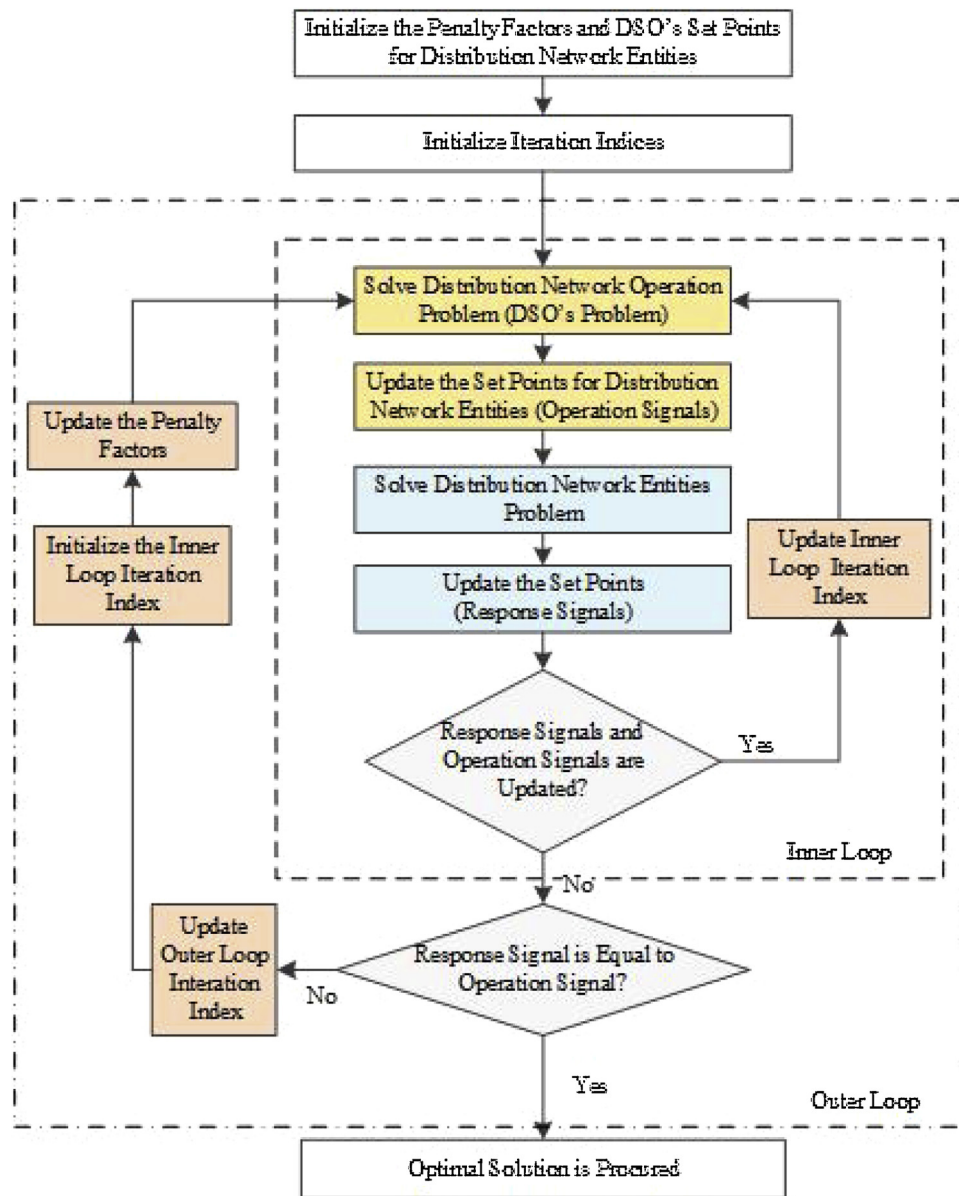 Initialize the Penalty Factors and DSO's Set Points
for Distribution Network Entities
Initialize Iteration Indices
Solve Distribution Network Operation
Problem (DSO's Problem)
Update the Set Points for Distribution
Network Entities (Operation Signals)
Update the Penalty
Factors
Solve Distribution Network Entities
Problem
Initialize the Inner
Loop Iteration
Index
Update Inner
Loop Iteration
Index
Update the Set Points
(Response Signals)
Response Signals and
Operation Signals are
Updated?
Yes
Inner Loop
No
Update
Outer Loop
Interation
Index
Response Signal is Equal to
Operation Signal?
No
Yes
Outer Loop
Optimal Solution is Procured